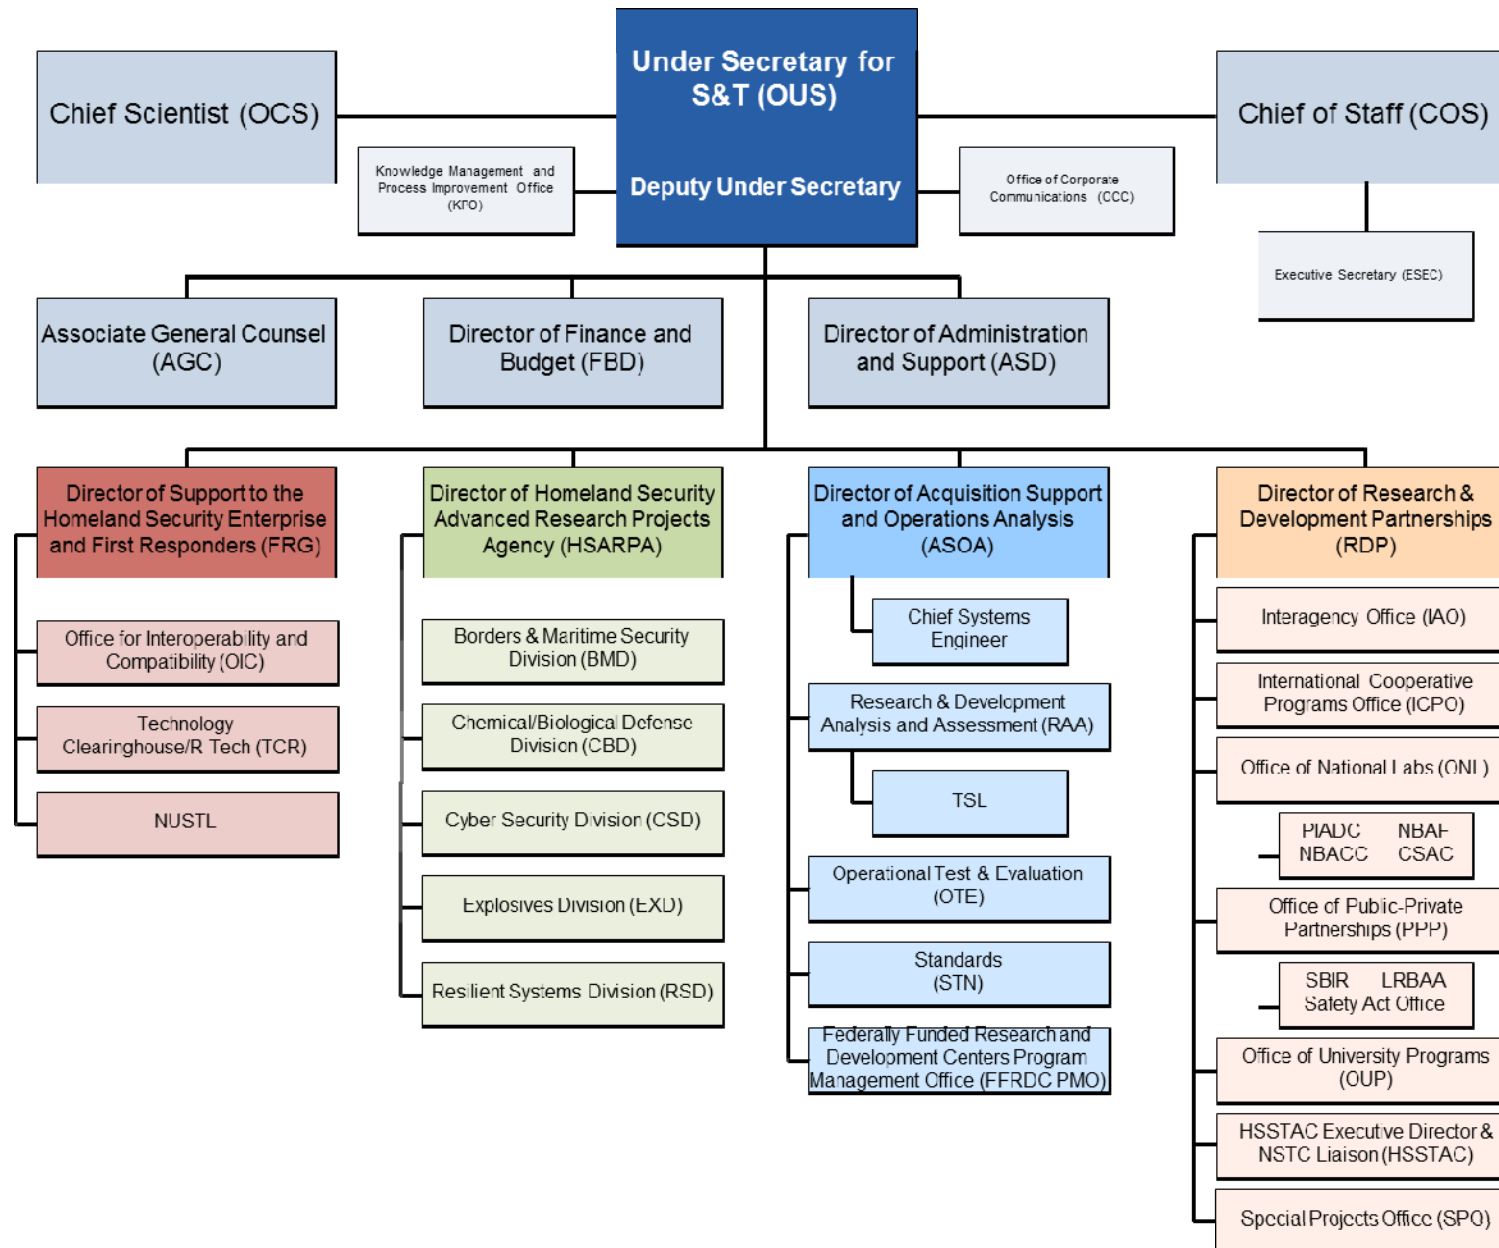 Under Secretary for
S&T (OUS)
Deputy Under Secretary
Chief Scientist (OCS)
Chief of Staff (COS)
Knowledge Management and
Process Improvement Office
(KPO)
Office of Corporate
Communications (CCC)
Executive Secretary (ESEC)
Associate General Counsel
(AGC)
Director of Finance and
Budget (FBD)
Director of Administration
and Support (ASD)
Director of Support to the
Homeland Security Enterprise
and First Responders (FRG)
Office for Interoperability and
Compatibility (OIC)
Technology
Clearinghouse/R Tech (TCR)
NUSTL
Director of Homeland Security
Advanced Research Projects
Agency (HSARPA)
Borders & Maritime Security
Division (BMD)
Chemical/Biological Defense
Division (CBD)
Cyber Security Division (CSD)
Explosives Division (EXD)
Resilient Systems Division (RSD)
Director of Acquisition Support
and Operations Analysis
(ASOA)
Chief Systems
Engineer
Research & Development
Analysis and Assessment (RAA)
TSL
Operational Test & Evaluation
(OTE)
Standards
(STN)
Federally Funded Research and
Development Centers Program
Management Office (FFRDC PMO)
Director of Research &
Development Partnerships
(RDP)
Interagency Office (IAO)
International Cooperative
Programs Office (ICPO)
Office of National Labs (ONL)
PIADC NBAF
NBACC CSAC
Office of Public-Private
Partnerships (PPP)
SBIR LRBAA
Safety Act Office
Office of University Programs
(OUP)
HSSTAC Executive Director &
NSTC Liaison (HSSTAC)
Special Projects Office (SPO)